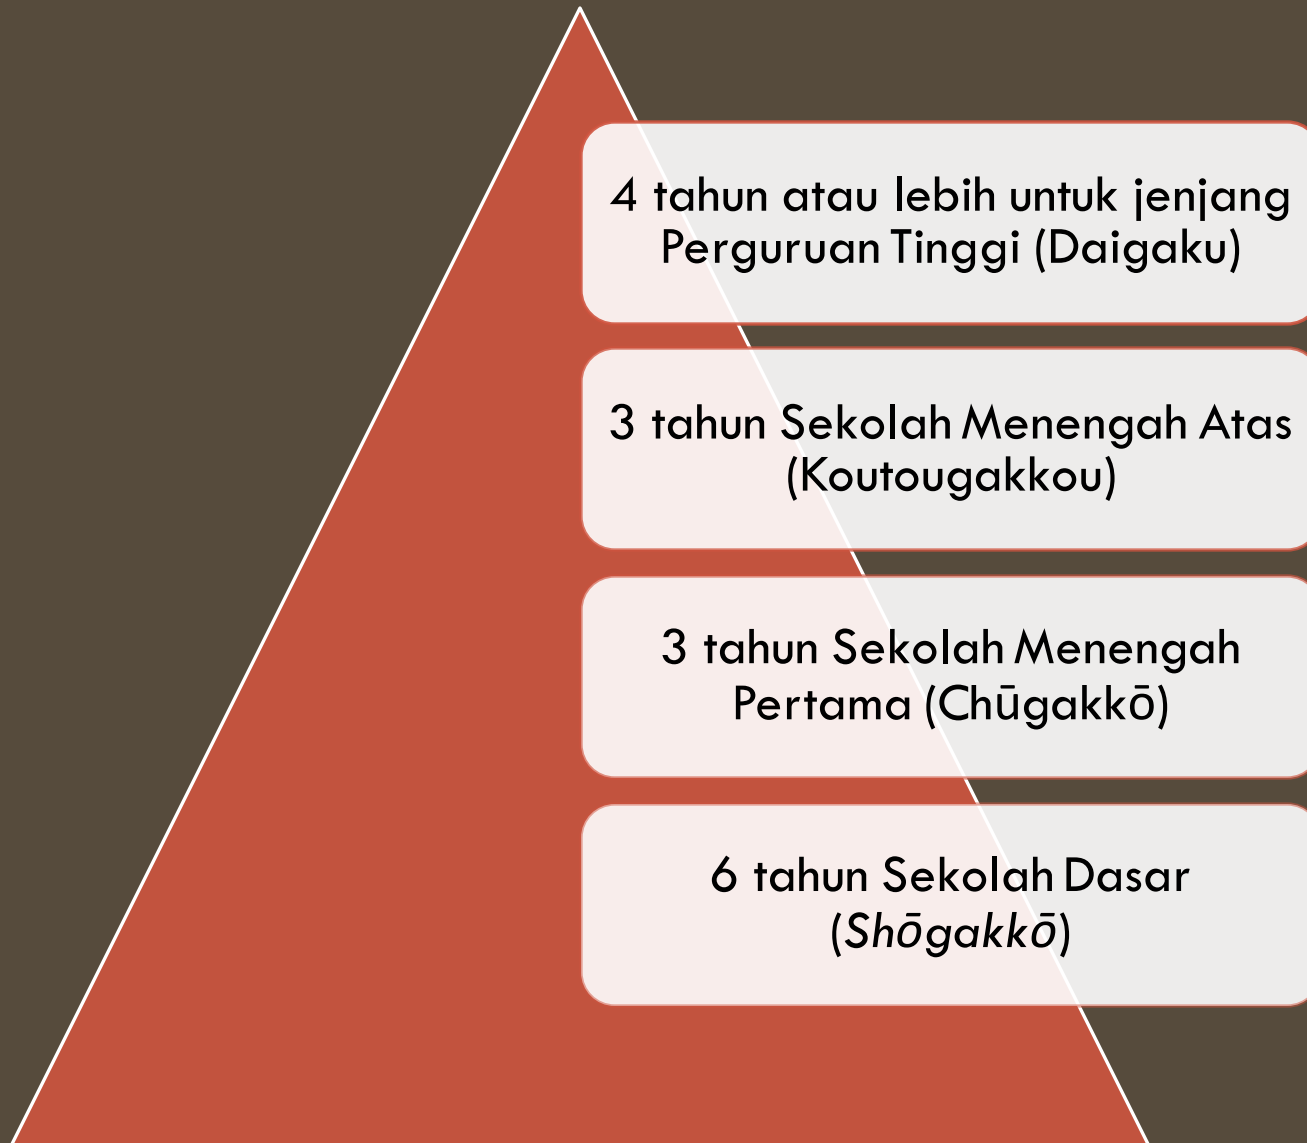 4 tahun atau lebih untuk jenjang
Perguruan Tinggi (Daigaku)
3 tahun Sekolah Menengah Atas
(Koutougakkou)
3 tahun Sekolah Menengah
Pertama (Chūgakkō)
6 tahun Sekolah Dasar
(Shōgakkō)